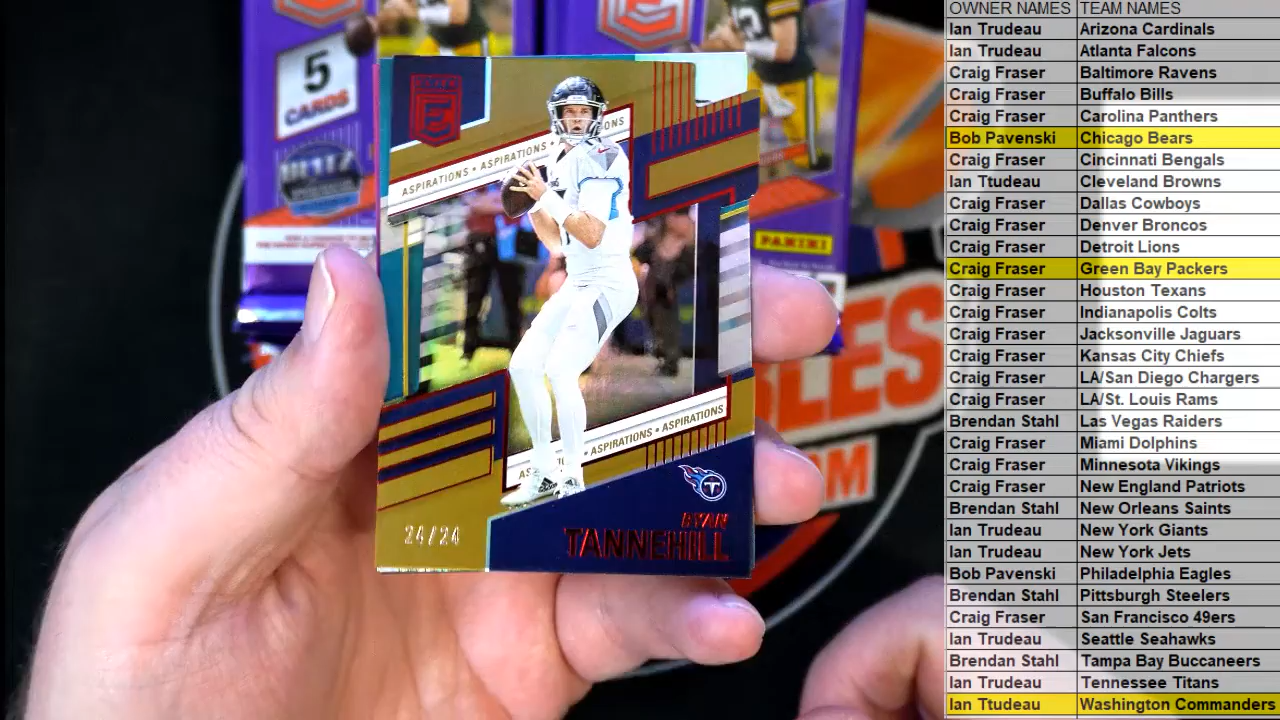 5
CARDS
PANINI
ONS
ASPIRATIONS • ASPIRATIONS •
ASPIRATIONS • ASPIRATIONS
24/24
RYAN
TANNEHILL
LES
OM
OWNER NAMES TEAM NAMES
Ian Trudeau Arizona Cardinals
Ian Trudeau Atlanta Falcons
Craig Fraser Baltimore Ravens
Craig Fraser Buffalo Bills
Craig Fraser Carolina Panthers
Bob Pavenski Chicago Bears
Craig Fraser Cincinnati Bengals
Ian Ttudeau Cleveland Browns
Craig Fraser Dallas Cowboys
Craig Fraser Denver Broncos
Craig Fraser Detroit Lions
Craig Fraser Green Bay Packers
Craig Fraser Houston Texans
Craig Fraser Indianapolis Colts
Craig Fraser Jacksonville Jaguars
Craig Fraser Kansas City Chiefs
Craig Fraser LA/San Diego Chargers
Craig Fraser LA/St. Louis Rams
Brendan Stahl Las Vegas Raiders
Craig Fraser Miami Dolphins
Craig Fraser Minnesota Vikings
Craig Fraser New England Patriots
Brendan Stahl New Orleans Saints
Ian Trudeau New York Giants
Ian Trudeau New York Jets
Bob Pavenski Philadelphia Eagles
Brendan Stahl Pittsburgh Steelers
Craig Fraser San Francisco 49ers
Ian Trudeau Seattle Seahawks
Brendan Stahl Tampa Bay Buccaneers
Ian Trudeau Tennessee Titans
Ian Ttudeau Washington Commanders